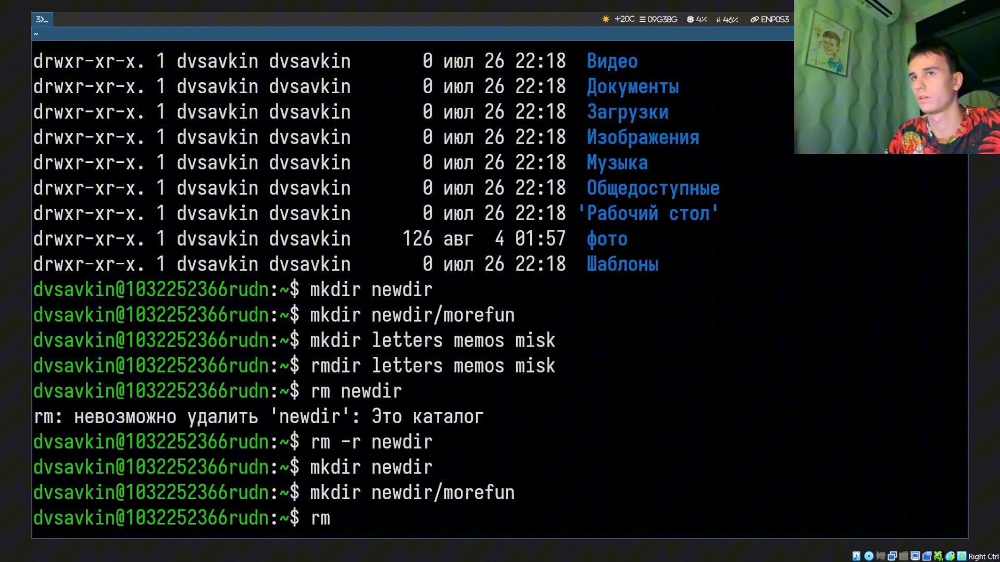 3>_
+20C 09G38G 4% й 46% ENP0S3
~
drwxr-xr-x. 1 dvsavkin dvsavkin 0 июл 26 22:18 Видео
drwxr-xr-x. 1 dvsavkin dvsavkin 0 июл 26 22:18 Документы
drwxr-xr-x. 1 dvsavkin dvsavkin 0 июл 26 22:18 Загрузки
drwxr-xr-x. 1 dvsavkin dvsavkin 0 июл 26 22:18 Изображения
drwxr-xr-x. 1 dvsavkin dvsavkin 0 июл 26 22:18 Музыка
drwxr-xr-x. 1 dvsavkin dvsavkin 0 июл 26 22:18 Общедоступные
drwxr-xr-x. 1 dvsavkin dvsavkin 0 июл 26 22:18 'Рабочий стол'
drwxr-xr-x. 1 dvsavkin dvsavkin 126 авг 4 01:57 фото
drwxr-xr-x. 1 dvsavkin dvsavkin 0 июл 26 22:18 Шаблоны
dvsavkin@1032252366rudn:~$ mkdir newdir
dvsavkin@1032252366rudn:~$ mkdir newdir/morefun
dvsavkin@1032252366rudn:~$ mkdir letters memos misk
dvsavkin@1032252366rudn:~$ rmdir letters memos misk
dvsavkin@1032252366rudn:~$ rm newdir
rm: невозможно удалить 'newdir': Это каталог
dvsavkin@1032252366rudn:~$ rm -r newdir
dvsavkin@1032252366rudn:~$ mkdir newdir
dvsavkin@1032252366rudn:~$ mkdir newdir/morefun
dvsavkin@1032252366rudn:~$ rm
Right Ctrl